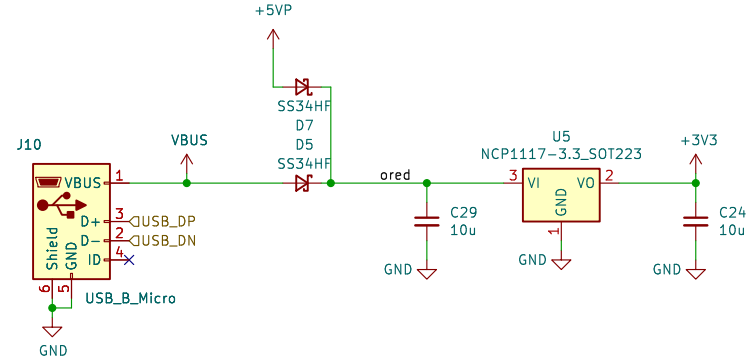 +5VP
SS34HF
D7
D5
SS34HF
J10
VBUS
ored
U5
NCP1117-3.3_SOT223
+3V3
VBUS 1
D+ 3 USB_DP
D- 2 USB_DN
ID 4
Shield
GND
6 5
USB_B_Micro
GND
3 VI VO 2
GND
1
GND
C29
10u
GND
C24
10u
GND